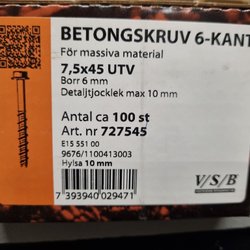 BETONGSKRUV 6-KANT
För massiva material
7,5x45 UTV
Borr 6 mm
Detaljtjocklek max 10 mm
Antal ca 100 st
Art. nr 727545
E15 551 00
9676/1100413003
Hylsa 10 mm
7 393940 029471
V/S/B